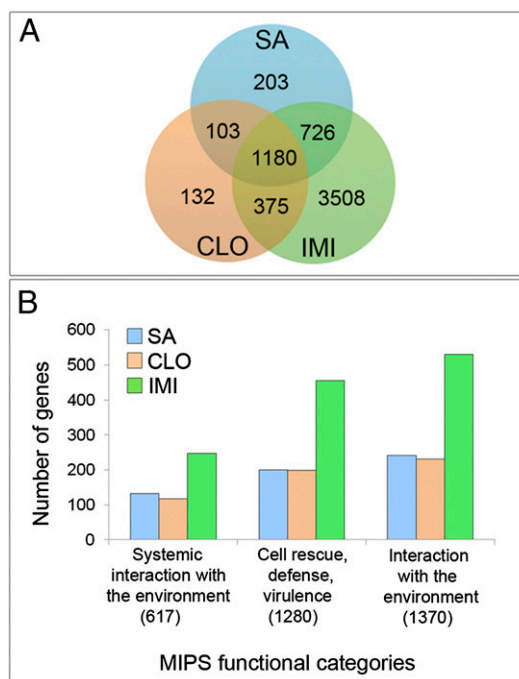 A
SA
203
103
726
1180
132
375
3508
CLO
IMI
B
600
500
400
300
200
100
0
Number of genes
SA
CLO
IMI
Systemic
interaction with
the environment
(617)
Cell rescue,
defense,
virulence
(1280)
Interaction
with the
environment
(1370)
MIPS functional categories